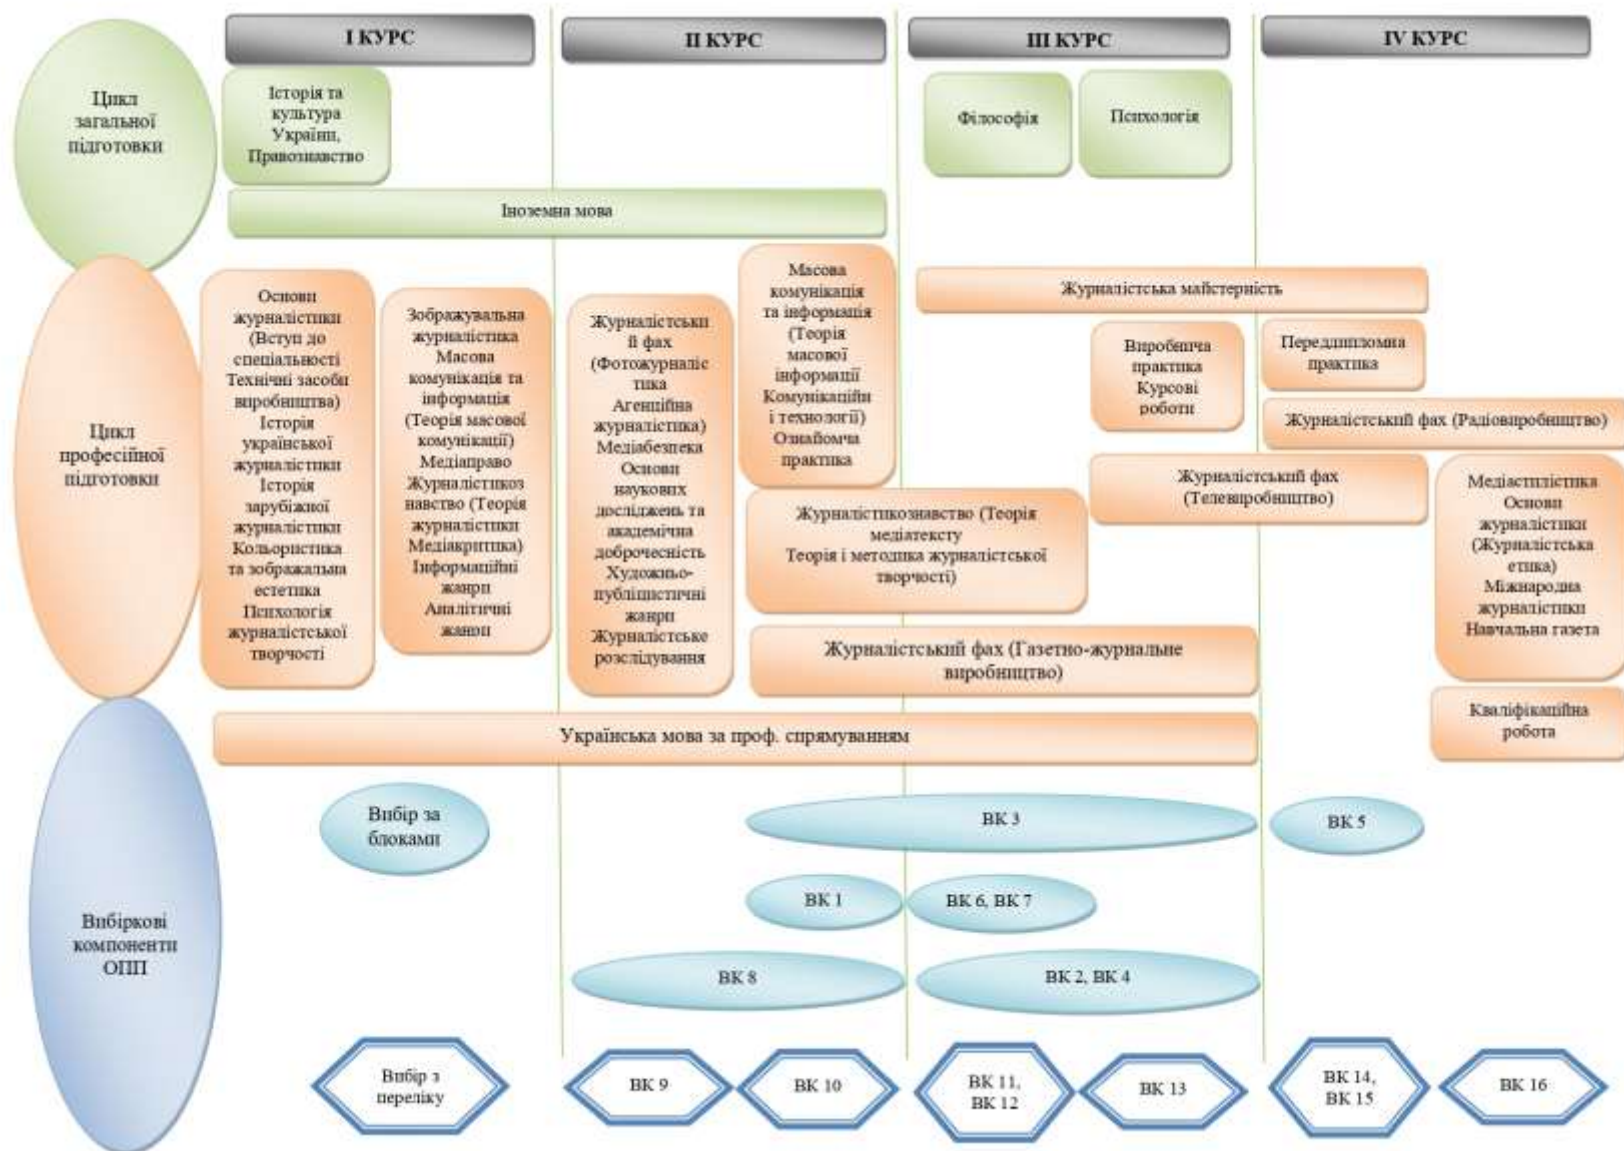 І КУРС
ІІ КУРС
ІІІ КУРС
IV КУРС
Цикл
загальної
підготовки
Історія та
культура
України,
Правознавство
Філософія
Психологія
Іноземна мова
Цикл
професійної
підготовки
Основи
журналістики
(Вступ до
спеціальності
Технічні засоби
виробництва)
Історія
української
журналістики
Історія
зарубіжної
журналістики
Кольористика
та зображальна
естетика
Психологія
журналістської
творчості
Зображувальна
журналістика
Масова
комунікація та
інформація
(Теорія масової
комунікації)
Медіаправо
Журналістикоз
навство (Теорія
журналістики
Медіакритика)
Інформаційні
жанри
Аналітичні
жанри
Журналістськи
й фах
(Фотожурналіс
тика
Агенційна
журналістика)
Медіабезпека
Основи
наукових
досліджень та
академічна
доброчесність
Художньо-
публіцистичні
жанри
Журналістське
розслідування
Масова
комунікація
та інформація
(Теорія
масової
інформації
Комунікаційн
і технології)
Ознайомча
практика
Журналістська майстерність
Виробнича
практика
Курсові
роботи
Переддипломна
практика
Журналістський фах (Радіовиробництво)
Журналістський фах
(Телевиробництво)
Журналістикознавство (Теорія
медіатексту
Теорія і методика журналістської
творчості)
Медіастилістика
Основи
журналістики
(Журналістська
етика)
Міжнародна
журналістики
Навчальна газета
Журналістський фах (Газетно-журнальне
виробництво)
Кваліфікаційна
робота
Українська мова за проф. спрямуванням
Вибіркові
компоненти
ОПП
Вибір за
блоками
ВК 3
ВК 5
ВК 1
ВК 6, ВК 7
ВК 8
ВК 2, ВК 4
Вибір з
переліку
ВК 9
ВК 10
ВК 11,
ВК 12
ВК 13
ВК 14,
ВК 15
ВК 16